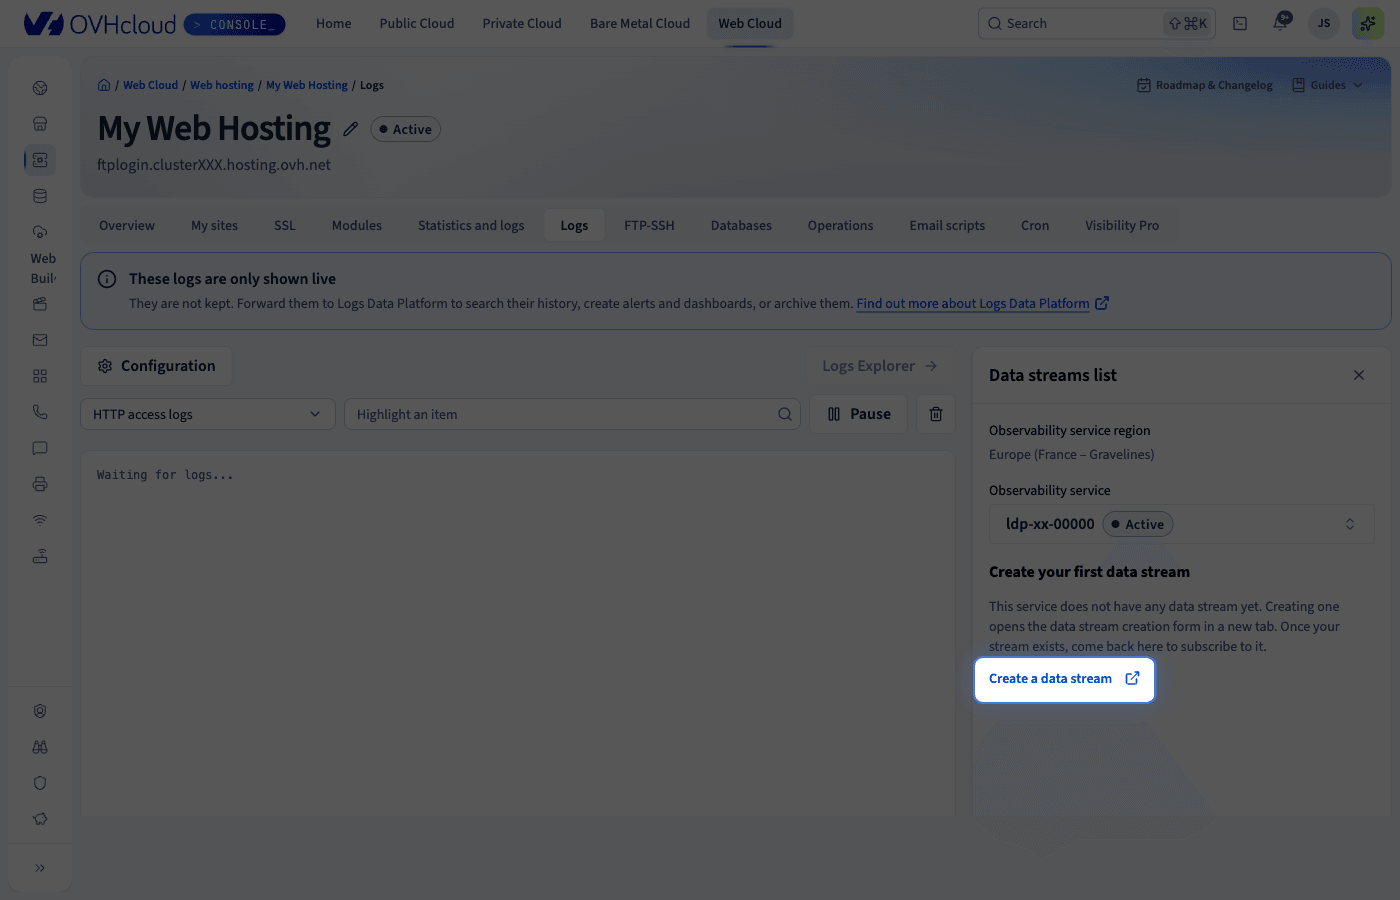 OVHcloud > CONSOLE_ Home Public Cloud Private Cloud Bare Metal Cloud Web Cloud Search ⇧⌘K 9+ JS
/ Web Cloud / Web hosting / My Web Hosting / Logs Roadmap & Changelog Guides
My Web Hosting Active
ftplogin.clusterXXX.hosting.ovh.net
Overview My sites SSL Modules Statistics and logs Logs FTP-SSH Databases Operations Email scripts Cron Visibility Pro
Web
Buil
These logs are only shown live
They are not kept. Forward them to Logs Data Platform to search their history, create alerts and dashboards, or archive them. Find out more about Logs Data Platform
Configuration Logs Explorer
HTTP access logs Highlight an item Pause
Waiting for logs...
Data streams list
Observability service region
Europe (France – Gravelines)
Observability service
ldp-xx-00000 Active
Create your first data stream
This service does not have any data stream yet. Creating one
opens the data stream creation form in a new tab. Once your
stream exists, come back here to subscribe to it.
Create a data stream